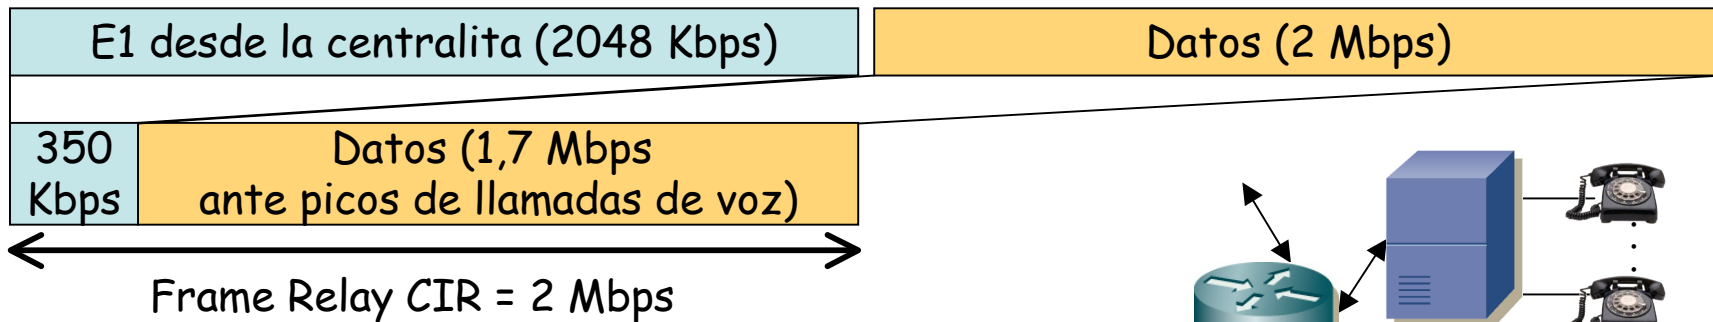 E1 desde la centralita (2048 Kbps)
Datos (2 Mbps)
350
Kbps
Datos (1,7 Mbps
ante picos de llamadas de voz)
Frame Relay CIR = 2 Mbps